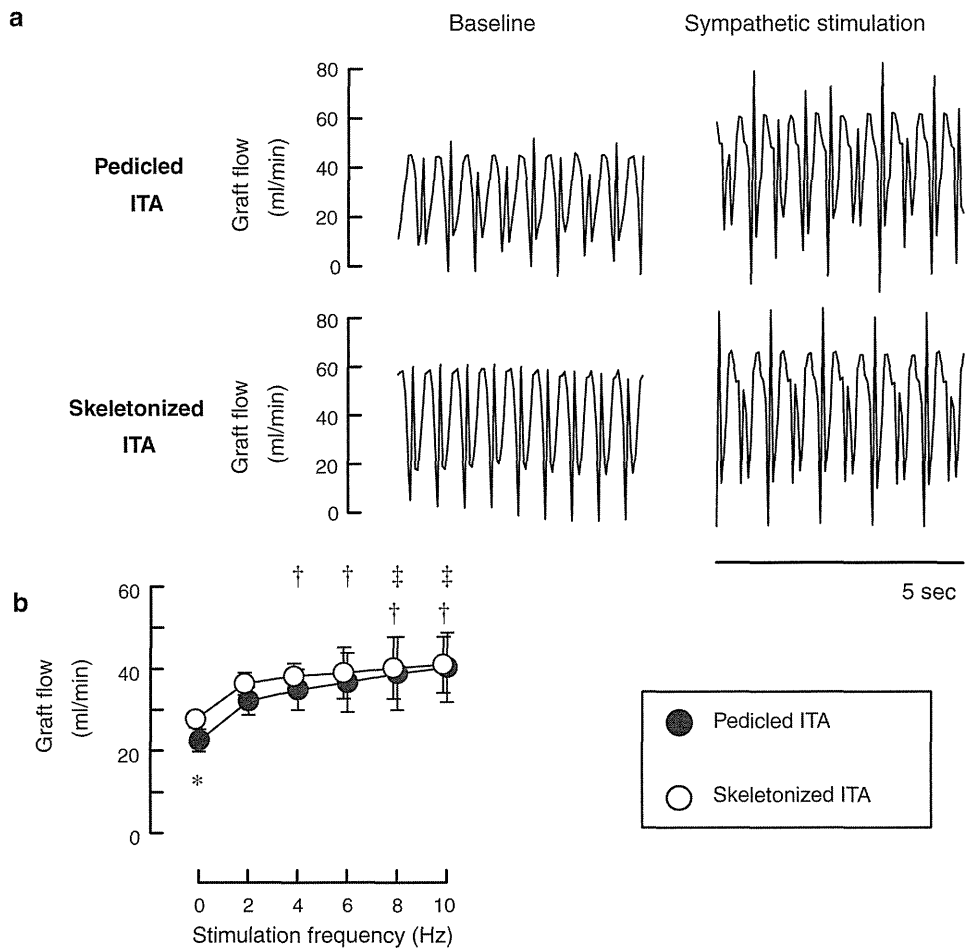 a
Baseline
Sympathetic stimulation
Pedicled
ITA
Graft flow
(ml/min)
80
60
40
20
0
Skeletonized
ITA
Graft flow
(ml/min)
80
60
40
20
0
5 sec
b
Graft flow
(ml/min)
60
40
20
0
† † ‡ ‡
† †
*
0 2 4 6 8 10
Stimulation frequency (Hz)
Pedicled ITA
Skeletonized ITA